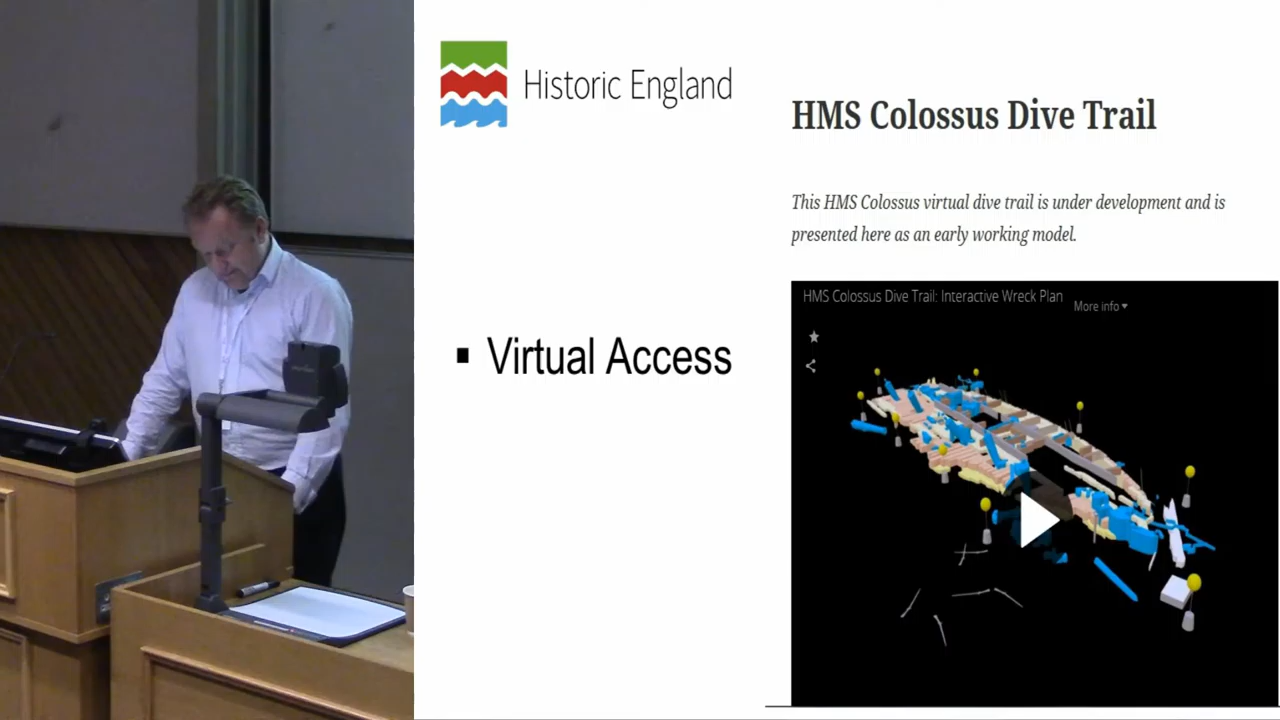 Historic England
HMS Colossus Dive Trail
This HMS Colossus virtual dive trail is under development and is
presented here as an early working model.
HMS Colossus Dive Trail: Interactive Wreck Plan
More info
▪ Virtual Access